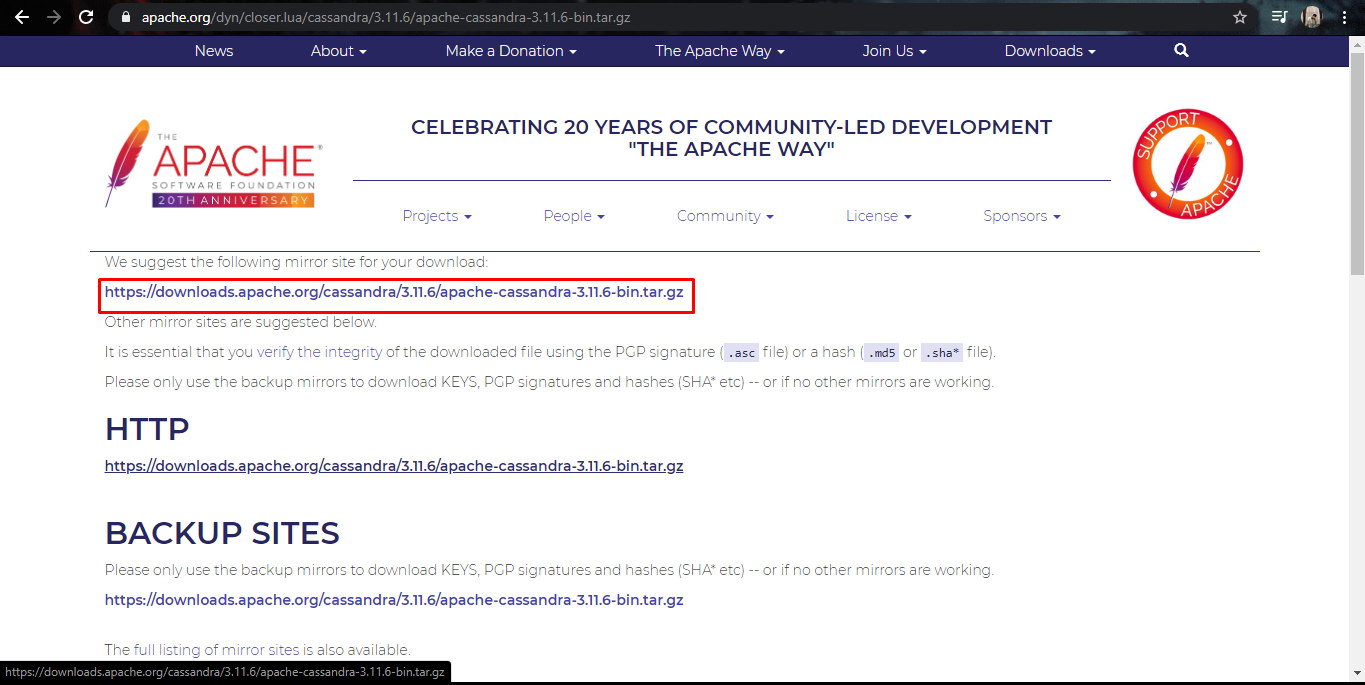 apache.org/dyn/closer.lua/cassandra/3.11.6/apache-cassandra-3.11.6-bin.tar.gz
News About Make a Donation The Apache Way Join Us Downloads
THE
APACHE®
SOFTWARE FOUNDATION
20TH ANNIVERSARY
CELEBRATING 20 YEARS OF COMMUNITY-LED DEVELOPMENT
"THE APACHE WAY"
SUPPORT
APACHE
Projects People Community License Sponsors
We suggest the following mirror site for your download:
https://downloads.apache.org/cassandra/3.11.6/apache-cassandra-3.11.6-bin.tar.gz
Other mirror sites are suggested below.
It is essential that you verify the integrity of the downloaded file using the PGP signature (.asc file) or a hash (.md5 or .sha* file).
Please only use the backup mirrors to download KEYS, PGP signatures and hashes (SHA* etc) -- or if no other mirrors are working.
HTTP
https://downloads.apache.org/cassandra/3.11.6/apache-cassandra-3.11.6-bin.tar.gz
BACKUP SITES
Please only use the backup mirrors to download KEYS, PGP signatures and hashes (SHA* etc) -- or if no other mirrors are working.
https://downloads.apache.org/cassandra/3.11.6/apache-cassandra-3.11.6-bin.tar.gz
The full listing of mirror sites is also available.
https://downloads.apache.org/cassandra/3.11.6/apache-cassandra-3.11.6-bin.tar.gz